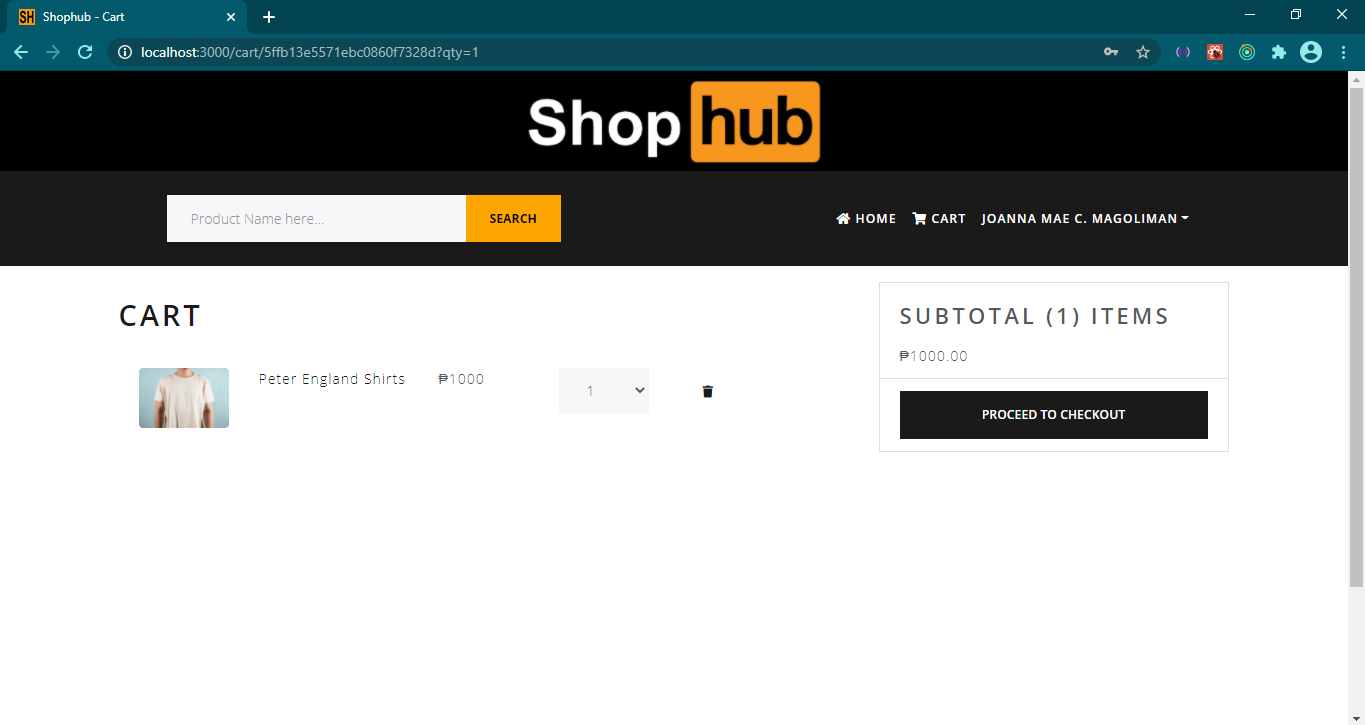 SH Shophub - Cart
localhost:3000/cart/5ffb13e5571ebc0860f7328d?qty=1
Shop hub
Product Name here...
SEARCH
HOME
CART
JOANNA MAE C. MAGOLIMAN
CART
Peter England Shirts
₱1000
1
SUBTOTAL (1) ITEMS
₱1000.00
PROCEED TO CHECKOUT